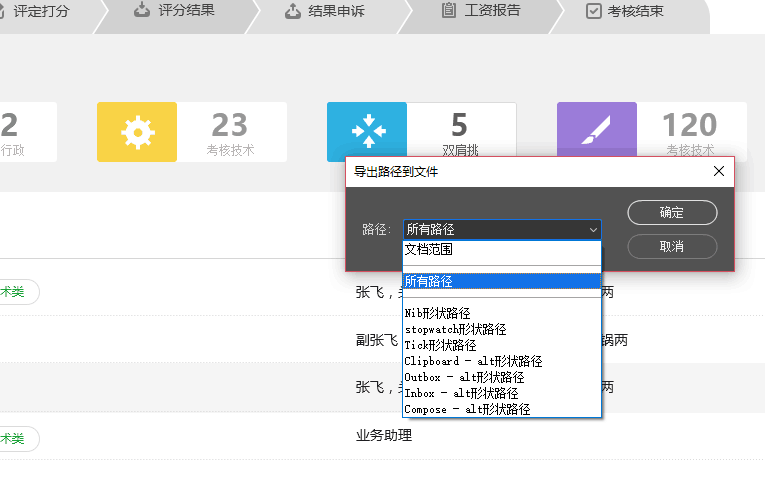 评定打分
评分结果
结果申诉
工资报告
考核结束
2
行政
23
考核技术
5
双肩挑
120
考核技术
导出路径到文件
路径：
所有路径
确定
取消
文档范围
所有路径
Nib形状路径
stopwatch形状路径
Tick形状路径
Clipboard - alt形状路径
Outbox - alt形状路径
Inbox - alt形状路径
Compose - alt形状路径
术类
张飞，
两
副张飞
锅两
张飞，
两
术类
业务助理